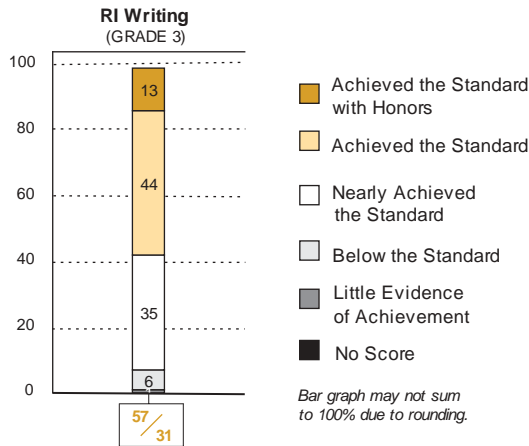 RI Writing
(GRADE 3)
100
80
60
40
20
0
13
44
35
6
57/31
Achieved the Standard
with Honors
Achieved the Standard
Nearly Achieved
the Standard
Below the Standard
Little Evidence
of Achievement
No Score
Bar graph may not sum
to 100% due to rounding.